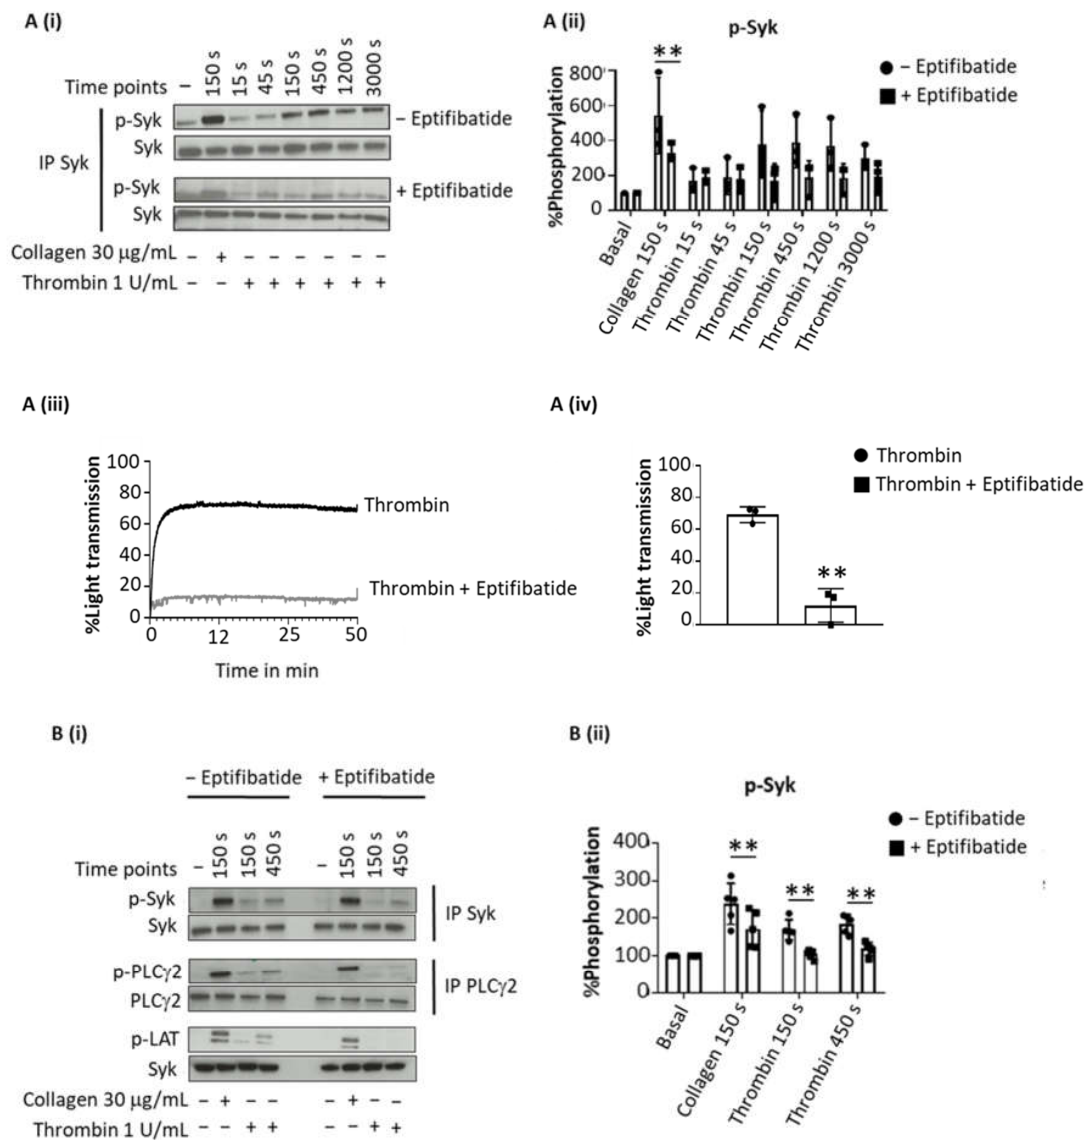 A (i)
Time points – 150 s 15 s 45 s 150 s 450 s 1200 s 3000 s
p-Syk – Eptifibatide
Syk
IP Syk
p-Syk + Eptifibatide
Syk
Collagen 30 μg/mL – + – – – – – –
Thrombin 1 U/mL – – + + + + + +
A (ii)
p-Syk
– Eptifibatide
+ Eptifibatide
**
%Phosphorylation
800
600
400
200
0
Basal
Collagen 150 s
Thrombin 15 s
Thrombin 45 s
Thrombin 150 s
Thrombin 450 s
Thrombin 1200 s
Thrombin 3000 s
A (iii)
%Light transmission
100
80
60
40
20
0
Thrombin
Thrombin + Eptifibatide
0 12 25 50
Time in min
A (iv)
Thrombin
Thrombin + Eptifibatide
%Light transmission
100
80
60
40
20
0
**
B (i)
– Eptifibatide + Eptifibatide
Time points – 150 s 150 s 450 s – 150 s 150 s 450 s
p-Syk
Syk
IP Syk
p-PLCγ2
PLCγ2
IP PLCγ2
p-LAT
Syk
Collagen 30 μg/mL – + – – – + – –
Thrombin 1 U/mL – – + + – – + +
B (ii)
p-Syk
– Eptifibatide
+ Eptifibatide
%Phosphorylation
400
300
200
100
0
** ** **
Basal
Collagen 150 s
Thrombin 150 s
Thrombin 450 s